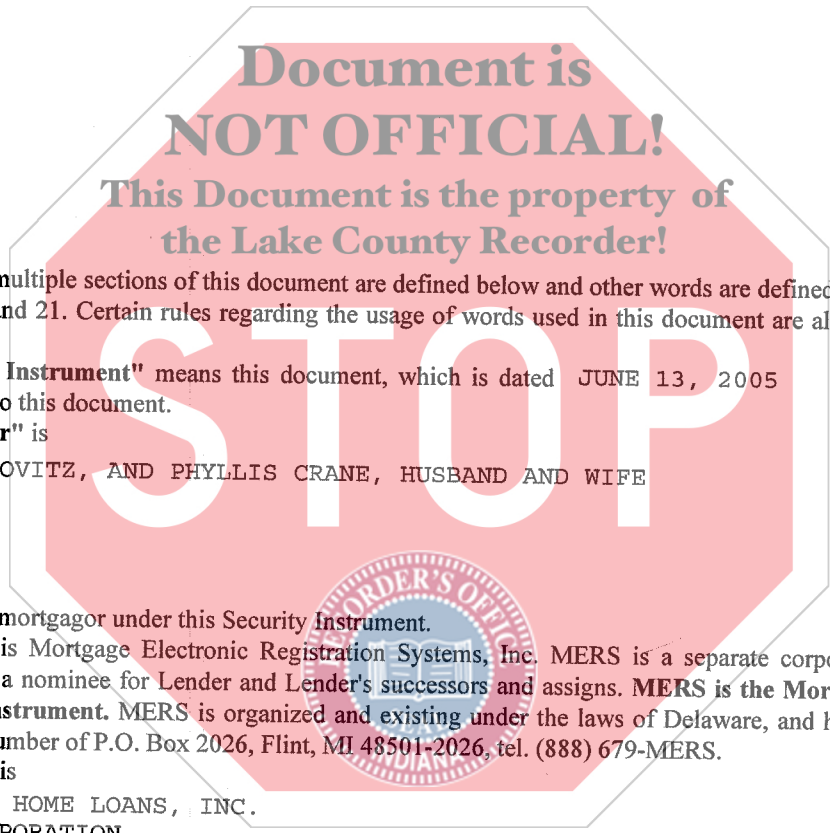 Document is
NOT OFFICIAL!
This Document is the property of
the Lake County Recorder!
multiple sections of this document are defined below and other words are defined
and 21. Certain rules regarding the usage of words used in this document are al
STOP
Instrument" means this document, which is dated JUNE 13, 2005
o this document.
r" is
OVITZ, AND PHYLLIS CRANE, HUSBAND AND WIFE
RECORDER'S OFFICE
mortgagor under this Security Instrument.
is Mortgage Electronic Registration Systems, Inc. MERS is a separate corpo
a nominee for Lender and Lender's successors and assigns. MERS is the Mor
strument. MERS is organized and existing under the laws of Delaware, and h
umber of P.O. Box 2026, Flint, MI 48501-2026, tel. (888) 679-MERS.
SEAL
INDIANA
is
HOME LOANS, INC.
PORATION